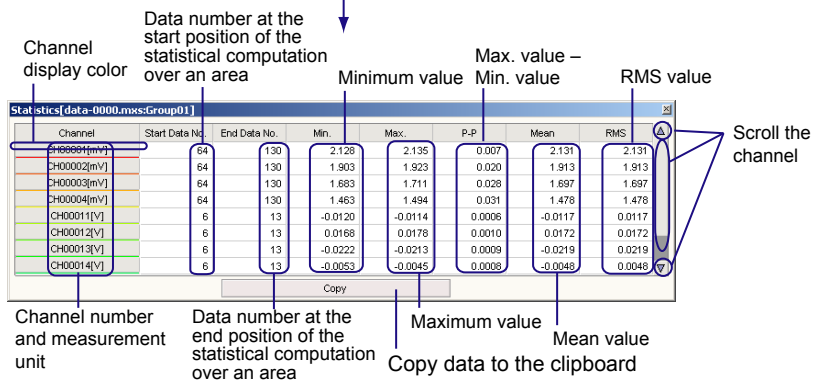 Data number at the
start position of the
statistical computation
over an area
Channel
display color
Minimum value
Max. value –
Min. value
RMS value
Statistics[data-0000.mxs:Group01]
Channel Start Data No. End Data No. Min. Max. P-P Mean RMS
CH00001[mV] 64 130 2.128 2.135 0.007 2.131 2.131
CH00002[mV] 64 130 1.903 1.923 0.020 1.913 1.913
CH00003[mV] 64 130 1.683 1.711 0.028 1.697 1.697
CH00004[mV] 64 130 1.463 1.494 0.031 1.478 1.478
CH00011[V] 6 13 -0.0120 -0.0114 0.0006 -0.0117 0.0117
CH00012[V] 6 13 0.0168 0.0178 0.0010 0.0172 0.0172
CH00013[V] 6 13 -0.0222 -0.0213 0.0009 -0.0219 0.0219
CH00014[V] 6 13 -0.0053 -0.0045 0.0008 -0.0048 0.0048
Copy
Scroll the
channel
Channel number
and measurement
unit
Data number at the
end position of the
statistical computation
over an area
Maximum value
Mean value
Copy data to the clipboard